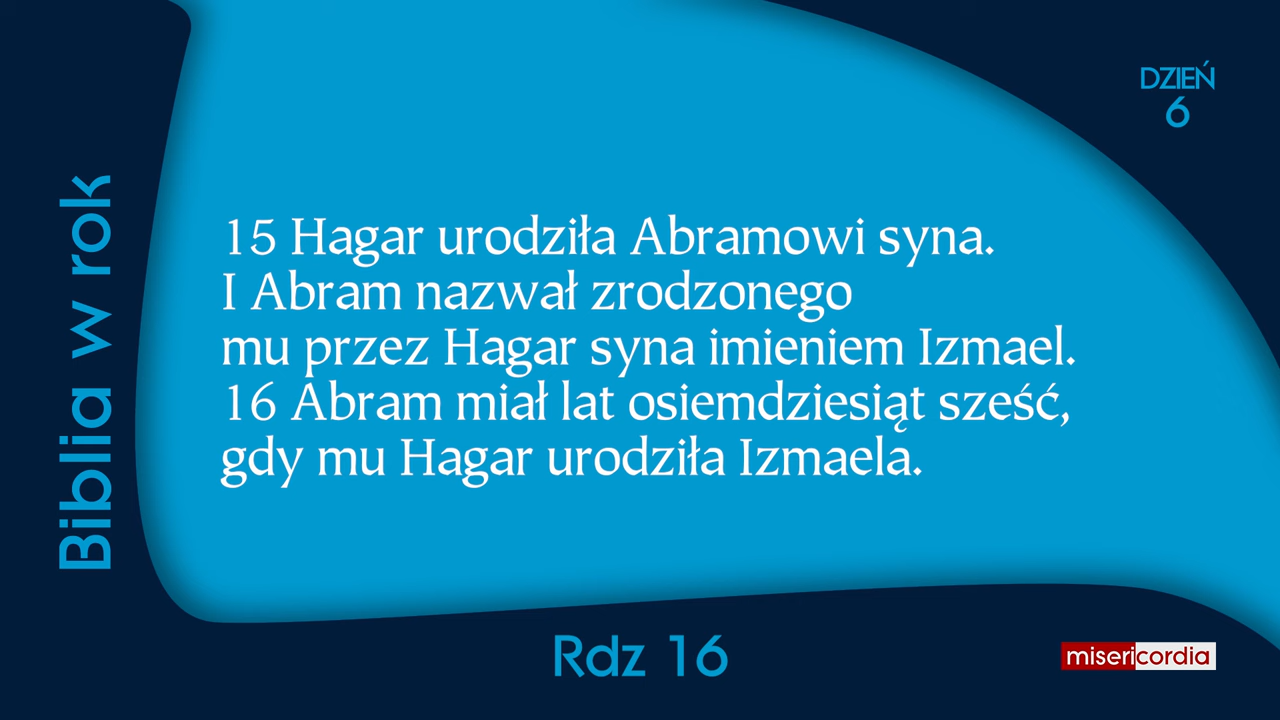 DZIEŃ
6
Biblia w rok
15 Hagar urodziła Abramowi syna.
I Abram nazwał zrodzonego
mu przez Hagar syna imieniem Izmael.
16 Abram miał lat osiemdziesiąt sześć,
gdy mu Hagar urodziła Izmaela.
Rdz 16
misericordia